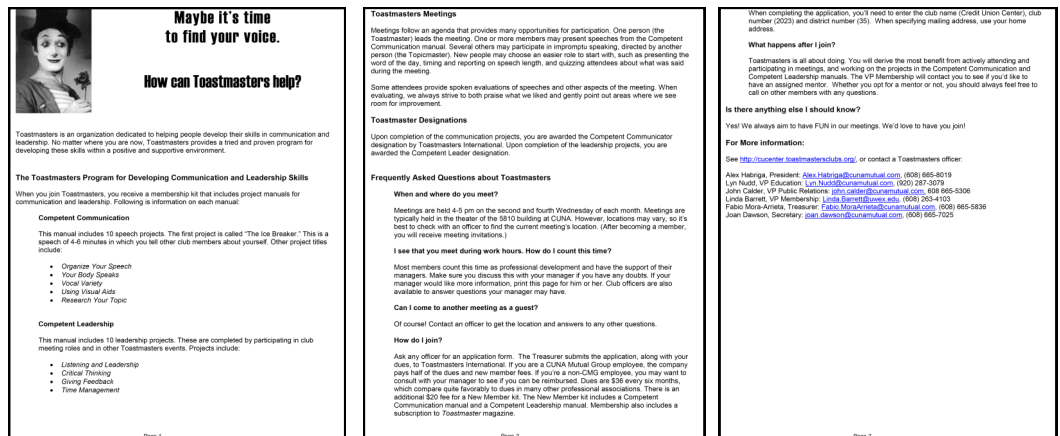 Maybe it's time
to find your voice.
How can Toastmasters help?
Toastmasters is an organization dedicated to helping people develop their skills in communication and
leadership. No matter where you are now, Toastmasters provides a tried and proven program for
developing these skills within a positive and supportive environment.
The Toastmasters Program for Developing Communication and Leadership Skills
When you join Toastmasters, you receive a membership kit that includes project manuals for
communication and leadership. Following is information on each manual:
Competent Communication
This manual includes 10 speech projects. The first project is called "The Ice Breaker." This is a
speech of 4-6 minutes in which you tell other club members about yourself. Other project titles
include:
• Organize Your Speech
• Your Body Speaks
• Vocal Variety
• Using Visual Aids
• Research Your Topic
Competent Leadership
This manual includes 10 leadership projects. These are completed by participating in club
meeting roles and in other Toastmasters events. Projects include:
• Listening and Leadership
• Critical Thinking
• Giving Feedback
• Time Management
Toastmasters Meetings
Meetings follow an agenda that provides many opportunities for participation. One person (the
Toastmaster) leads the meeting. One or more members may present speeches from the Competent
Communication manual. Several others may participate in impromptu speaking, directed by another
person (the Topicmaster). New people may choose an easier role to start with, such as presenting the
word of the day, timing and reporting on speech length, and quizzing attendees about what was said
during the meeting.
Some attendees provide spoken evaluations of speeches and other aspects of the meeting. When
evaluating, we always strive to both praise what we liked and gently point out areas where we see
room for improvement.
Toastmaster Designations
Upon completion of the communication projects, you are awarded the Competent Communicator
designation by Toastmasters International. Upon completion of the leadership projects, you are
awarded the Competent Leader designation.
Frequently Asked Questions about Toastmasters
When and where do you meet?
Meetings are held 4-5 pm on the second and fourth Wednesday of each month. Meetings are
typically held in the theater of the 5810 building at CUNA. However, locations may vary, so it's
best to check with an officer to find the current meeting's location. (After becoming a member,
you will receive meeting invitations.)
I see that you meet during work hours. How do I count this time?
Most members count this time as professional development and have the support of their
managers. Make sure you discuss this with your manager if you have any doubts. If your
manager would like more information, print this page for him or her. Club officers are also
available to answer questions your manager may have.
Can I come to another meeting as a guest?
Of course! Contact an officer to get the location and answers to any other questions.
How do I join?
Ask any officer for an application form. The Treasurer submits the application, along with your
dues, to Toastmasters International. If you are a CUNA Mutual Group employee, the company
pays half of the dues and new member fees. If you're a non-CMG employee, you may want to
consult with your manager to see if you can be reimbursed. Dues are $36 every six months,
which compare quite favorably to dues in many other professional associations. There is an
additional $20 fee for a New Member kit. The New Member kit includes a Competent
Communication manual and a Competent Leadership manual. Membership also includes a
subscription to Toastmaster magazine.
When completing the application, you'll need to enter the club name (Credit Union Center), club
number (2023) and district number (35). When specifying mailing address, use your home
address.
What happens after I join?
Toastmasters is all about doing. You will derive the most benefit from actively attending and
participating in meetings, and working on the projects in the Competent Communication and
Competent Leadership manuals. The VP Membership will contact you to see if you'd like to
have an assigned mentor. Whether you opt for a mentor or not, you should always feel free to
call on other members with any questions.
Is there anything else I should know?
Yes! We always aim to have FUN in our meetings. We'd love to have you join!
For More information:
See http://cucenter.toastmastersclubs.org/, or contact a Toastmasters officer:
Alex Habriga, President: Alex.Habriga@cunamutual.com, (608) 665-8019
Lyn Nudd, VP Education: Lyn.Nudd@cunamutual.com, (920) 287-3079
John Calder, VP Public Relations: john.calder@cunamutual.com, 608 665-5306
Linda Barrett, VP Membership: Linda.Barrett@uwex.edu, (608) 263-4103
Fabio Mora-Arrieta, Treasurer: Fabio.MoraArrieta@cunamutual.com, (608) 665-5836
Joan Dawson, Secretary: joan.dawson@cunamutual.com, (608) 665-7025